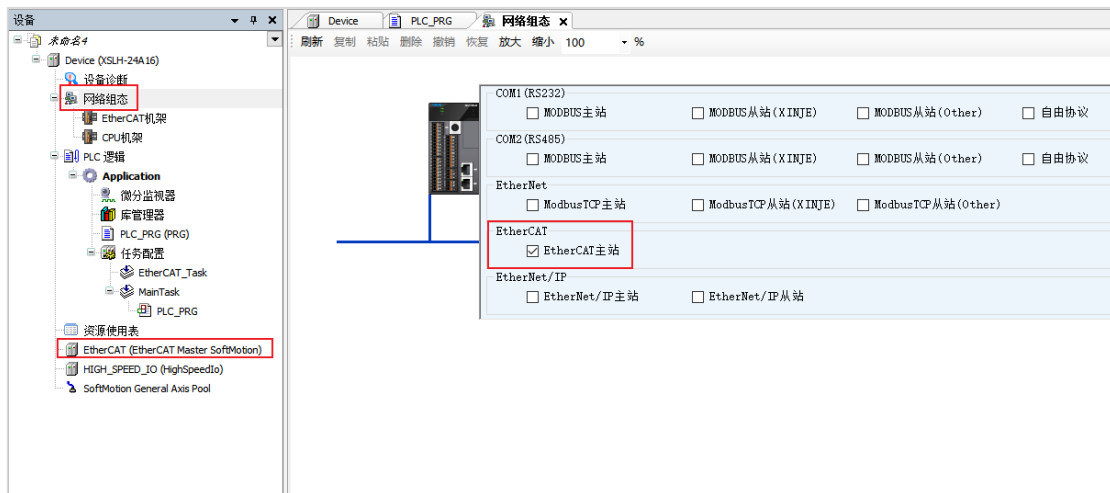 设备
Device
PLC_PRG
网络组态
未命名4
刷新 复制 粘贴 删除 撤销 恢复 放大 缩小 100 %
Device (XSLH-24A16)
设备诊断
网络组态
EtherCAT机架
CPU机架
PLC 逻辑
Application
微分监视器
库管理器
PLC_PRG (PRG)
任务配置
EtherCAT_Task
MainTask
PLC_PRG
资源使用表
EtherCAT (EtherCAT Master SoftMotion)
HIGH_SPEED_IO (HighSpeedIo)
SoftMotion General Axis Pool
COM1(RS232)
MODBUS主站 MODBUS从站(XINJE) MODBUS从站(Other) 自由协议
COM2(RS485)
MODBUS主站 MODBUS从站(XINJE) MODBUS从站(Other) 自由协议
EtherNet
ModbusTCP主站 ModbusTCP从站(XINJE) ModbusTCP从站(Other)
EtherCAT
EtherCAT主站
EtherNet/IP
EtherNet/IP主站 EtherNet/IP从站